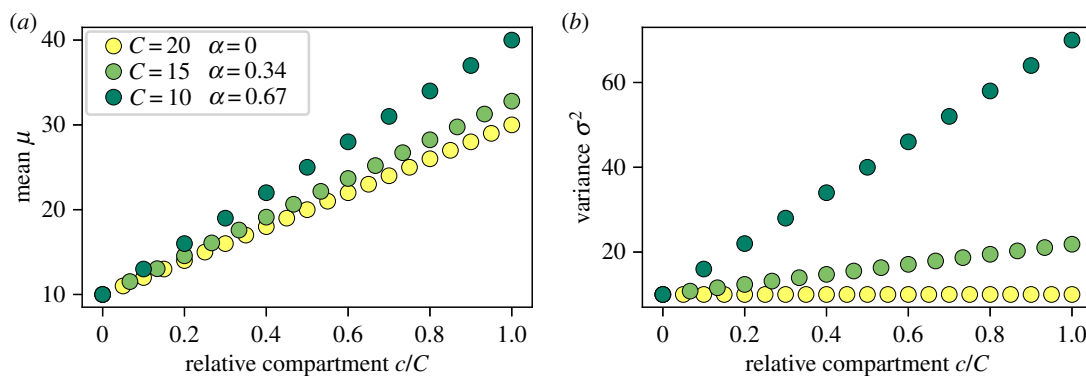 (a)
40
30
20
10
mean μ
C = 20 α = 0
C = 15 α = 0.34
C = 10 α = 0.67
0 0.2 0.4 0.6 0.8 1.0
relative compartment c/C
(b)
60
40
20
variance σ²
0 0.2 0.4 0.6 0.8 1.0
relative compartment c/C